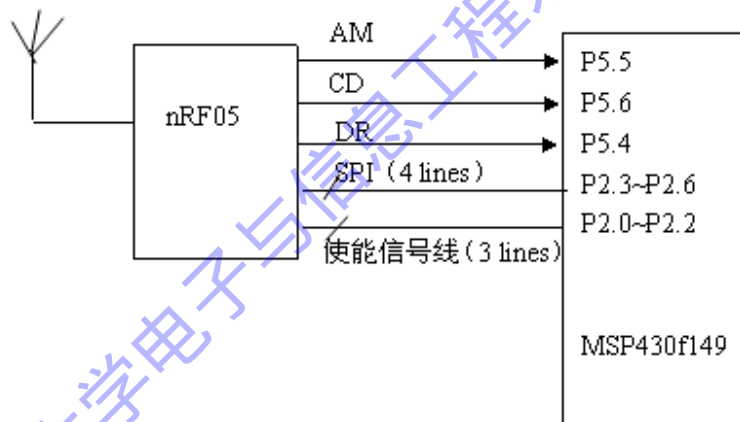 AM
P5.5
CD
P5.6
nRF05
DR
P5.4
SPI (4 lines)
P2.3~P2.6
P2.0~P2.2
使能信号线(3 lines)
MSP430f149
学电子与信息工程